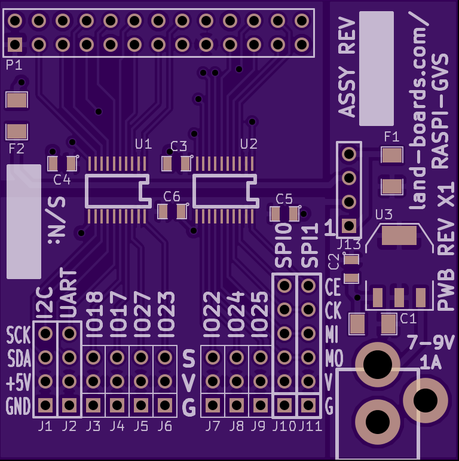 P1
ASSY REV
land-boards.com/
RASPI-GVS
F1
F2
U1
C3
U2
C4
C6
C5
S/N:
1
J13
U3
C2
PWB REV X1
C1
7-9V
1A
I2C
UART
IO18
IO17
IO27
IO23
IO22
IO24
IO25
SPI0
SPI1
SCK
SDA
+5V
GND
S
V
G
CE
CK
MI
MO
V
G
J1 J2 J3 J4 J5 J6 J7 J8 J9 J10 J11